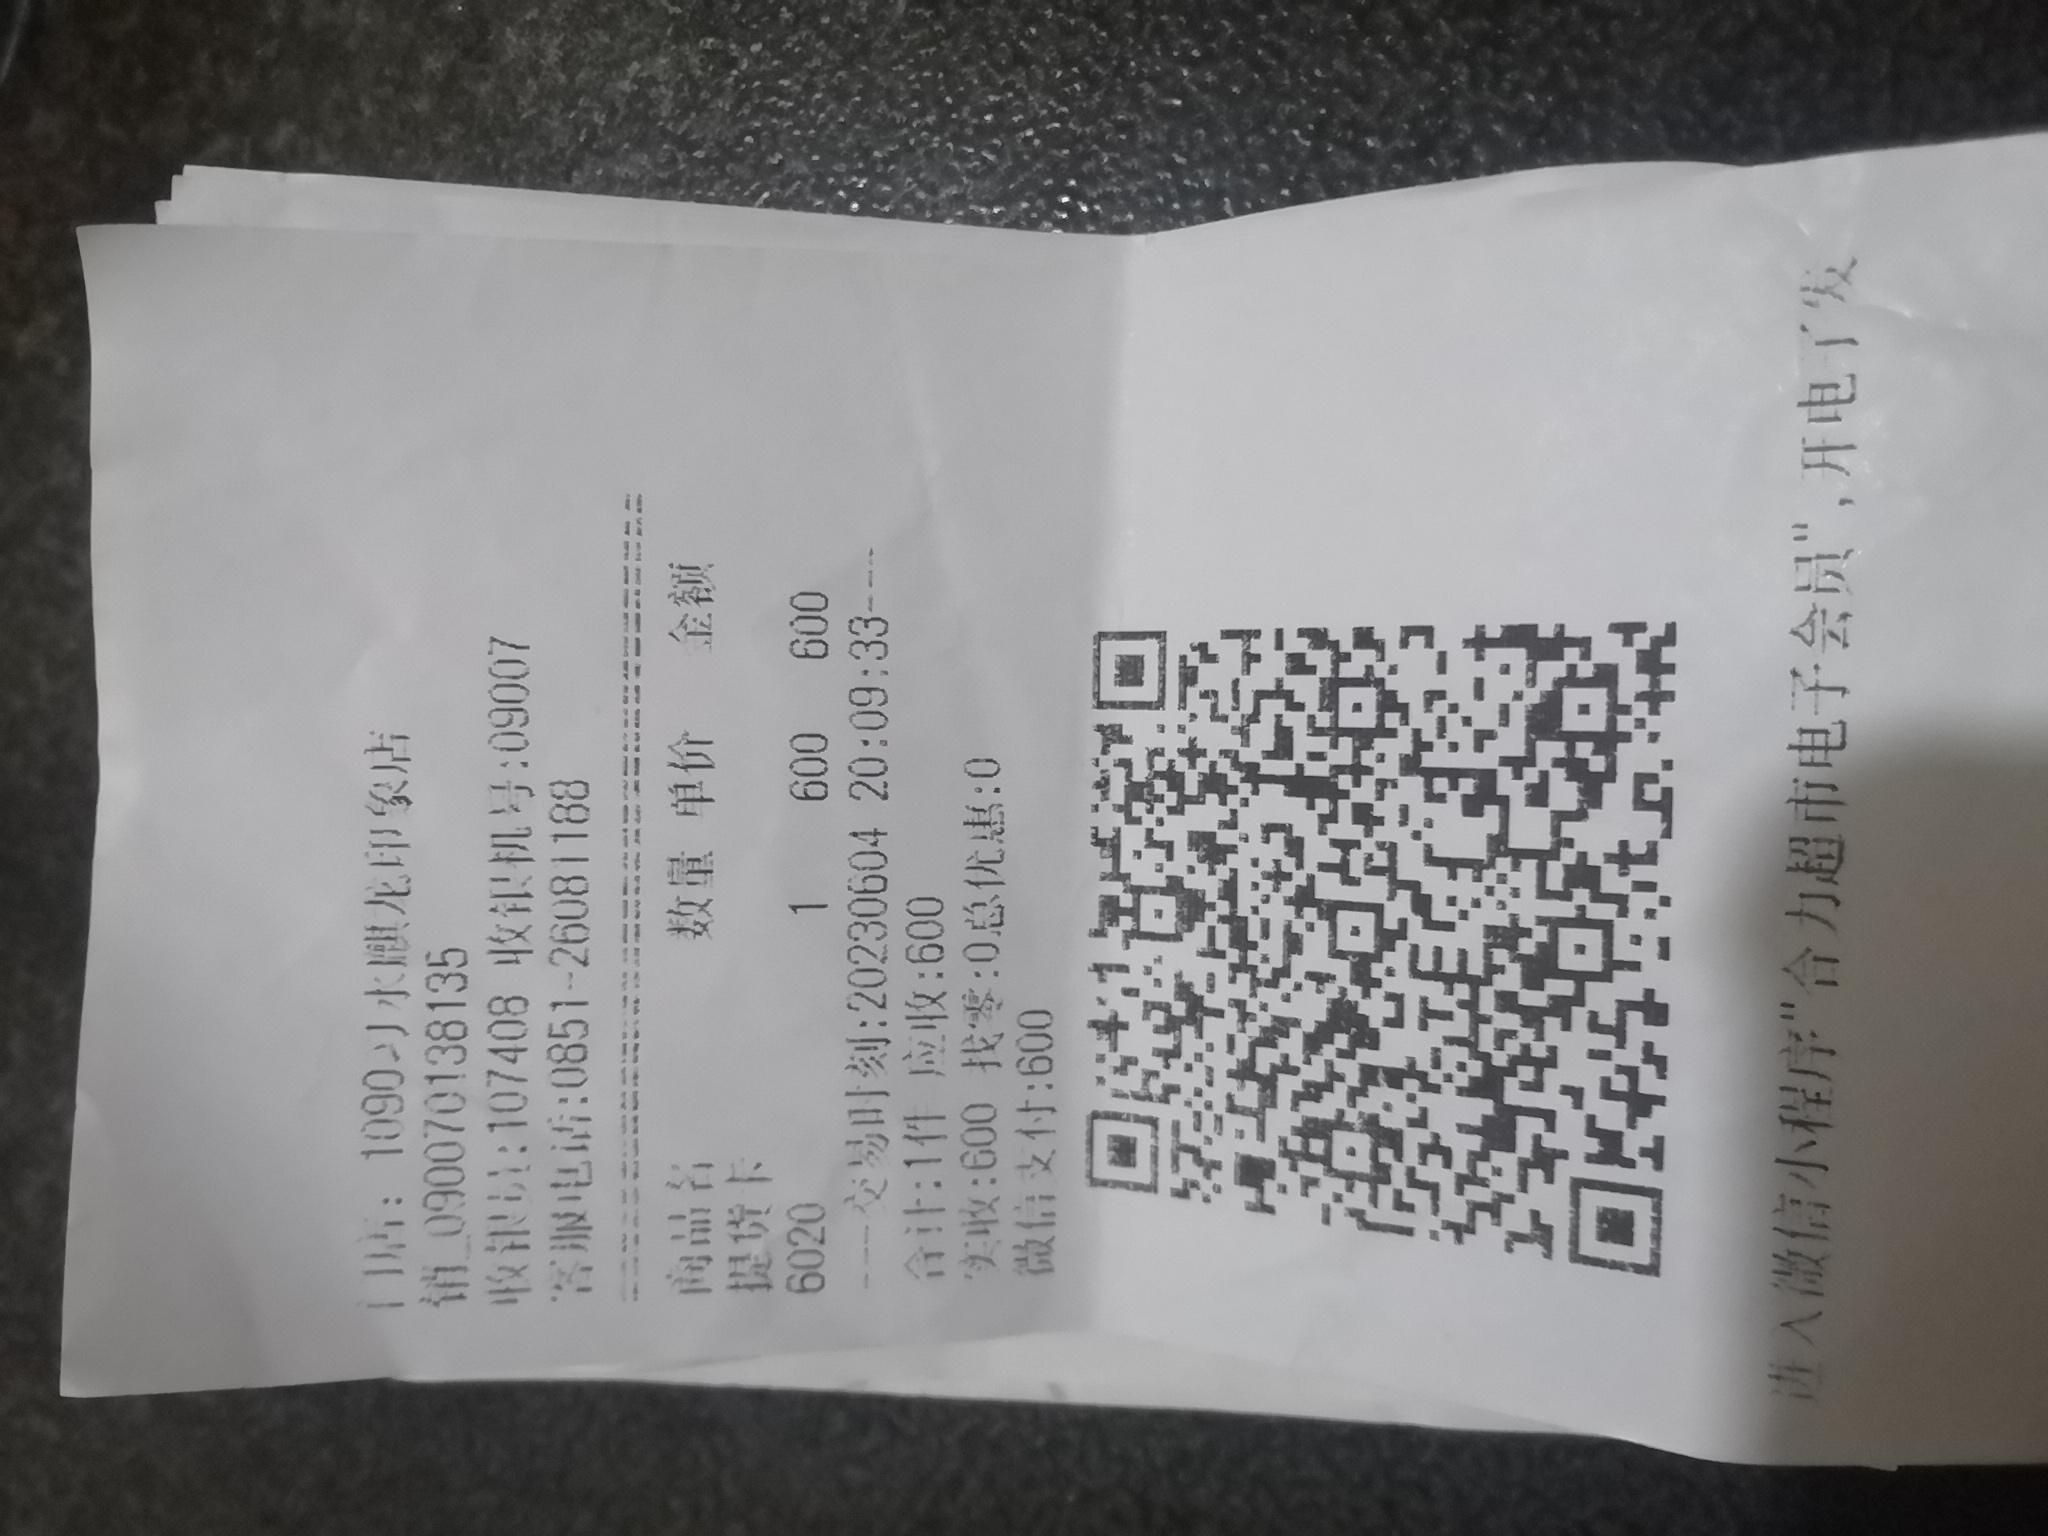 门店: 1090习水麒龙印象店
销_090070138135
收银员:107408 收银机号:09007
客服电话:0851-26081188
商品名 数量 单价 金额
提货卡
6020 1 600 600
----交易时刻:20230604 20:09:33----
合计:1件 应收:600
实收:600 找零:0总优惠:0
微信支付:600
进入微信小程序"合力超市电子会员",开电子发